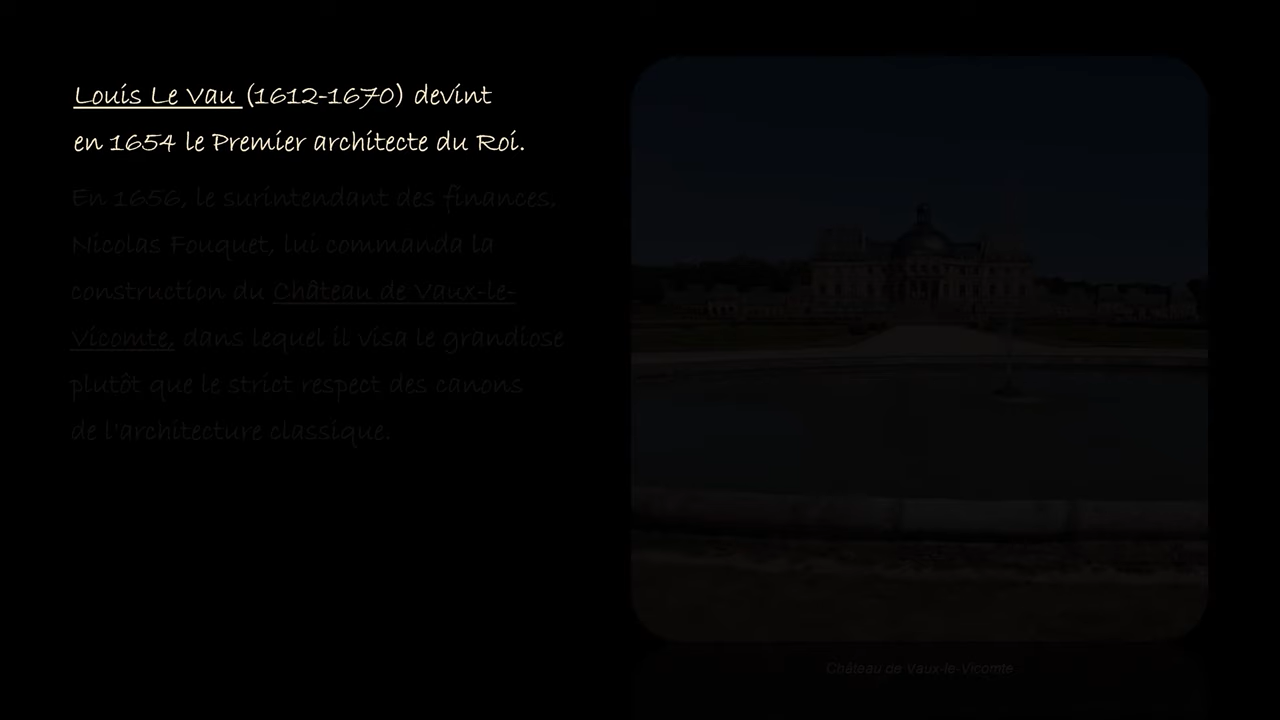 Louis Le Vau (1612-1670) devint
en 1654 le Premier architecte du Roi.
En 1656, le surintendant des finances,
Nicolas Fouquet, lui commanda la
construction du Château de Vaux-le-
Vicomte, dans lequel il visa le grandiose
plutôt que le strict respect des canons
de l'architecture classique.
Château de Vaux-le-Vicomte